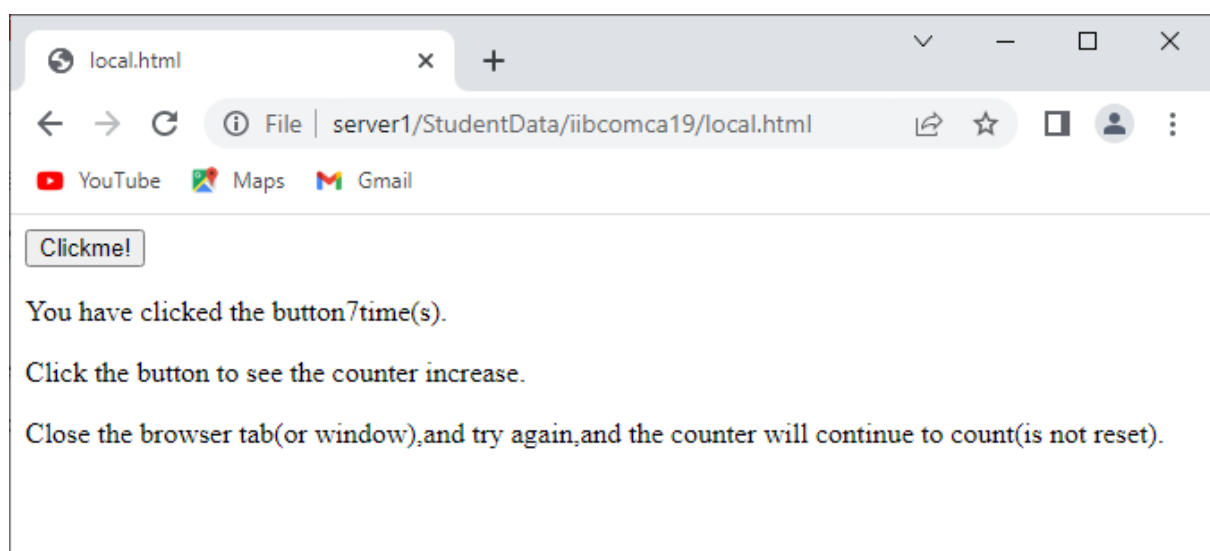 local.html
File server1/StudentData/iibcomca19/local.html
YouTube Maps Gmail
Clickme!
You have clicked the button7time(s).
Click the button to see the counter increase.
Close the browser tab(or window),and try again,and the counter will continue to count(is not reset).